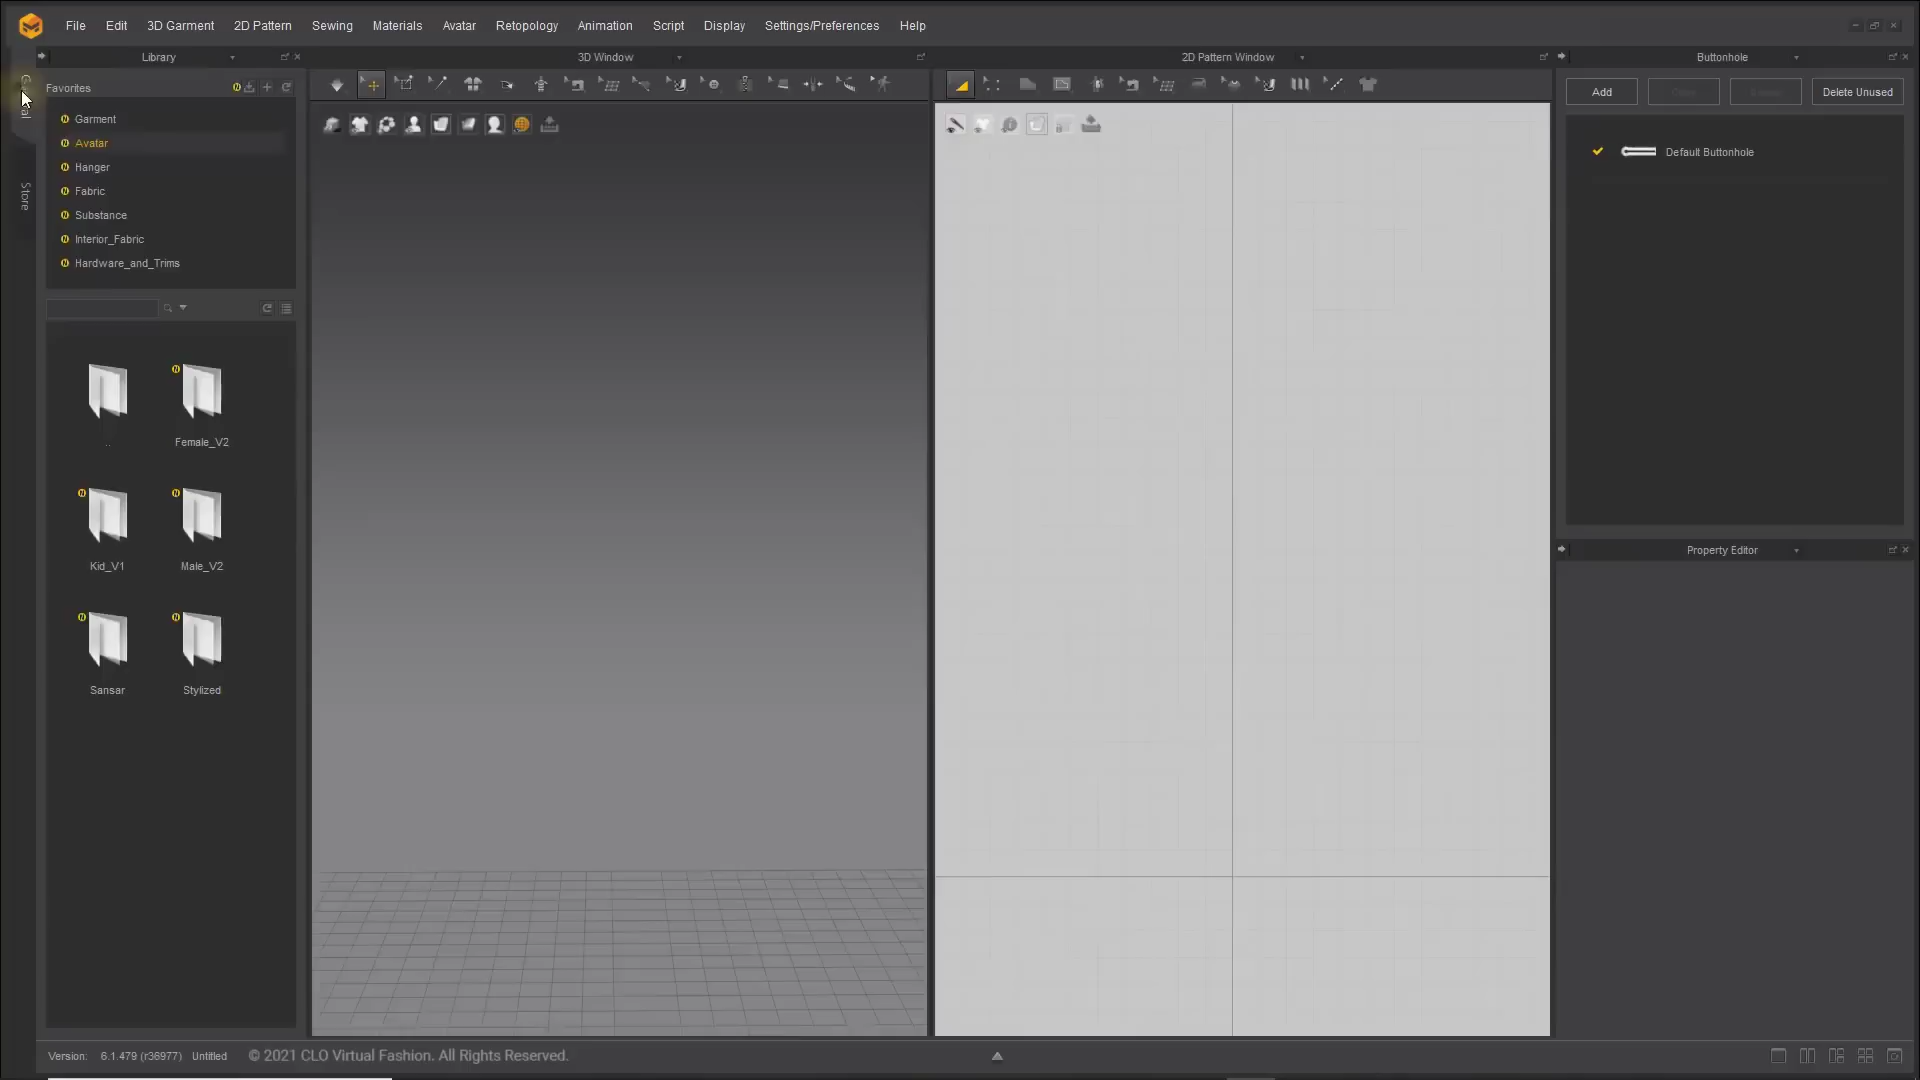 File Edit 3D Garment 2D Pattern Sewing Materials Avatar Retopology Animation Script Display Settings/Preferences Help
Library
3D Window
2D Pattern Window
Buttonhole
Favorites
Garment
Avatar
Hanger
Fabric
Substance
Interior_Fabric
Hardware_and_Trims
Store
..
Female_V2
Kid_V1
Male_V2
Sansar
Stylized
Add
Delete Unused
Default Buttonhole
Property Editor
Version: 6.1.479 (r36977) Untitled © 2021 CLO Virtual Fashion. All Rights Reserved.